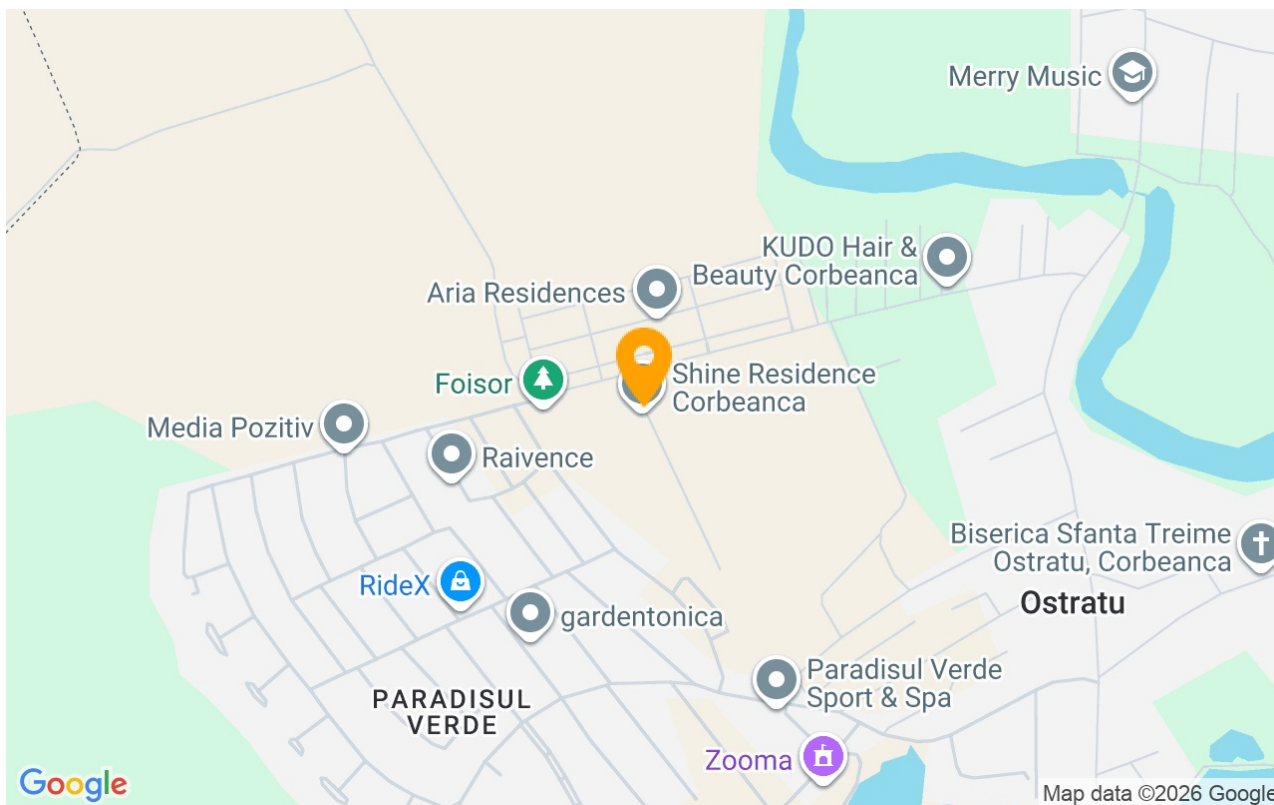 Merry Music
KUDO Hair &
Beauty Corbeanca
Aria Residences
Shine Residence
Corbeanca
Foisor
Media Pozitiv
Raivence
Biserica Sfanta Treime
Ostratu, Corbeanca
RideX
Ostratu
gardentonica
Paradisul Verde
Sport & Spa
PARADISUL
VERDE
Zooma
Google
Map data ©2026 Google